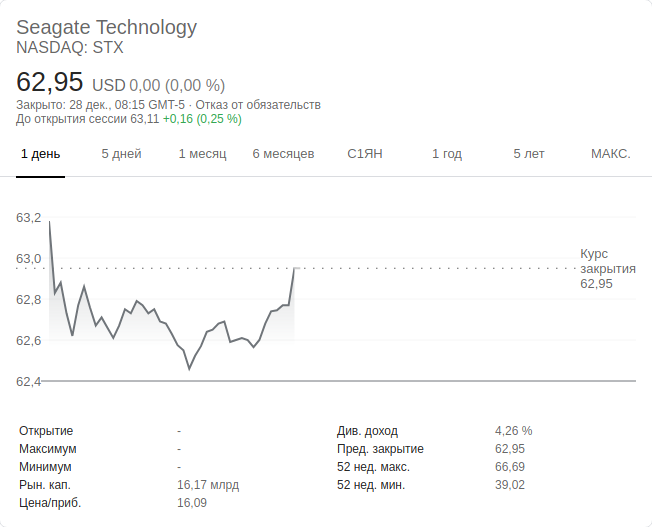 Seagate Technology
NASDAQ: STX
62,95 USD 0,00 (0,00 %)
Закрыто: 28 дек., 08:15 GMT-5 · Отказ от обязательств
До открытия сессии 63,11 +0,16 (0,25 %)
1 день 5 дней 1 месяц 6 месяцев С1ЯН 1 год 5 лет МАКС.
63,2
63,0
62,8
62,6
62,4
Курс
закрытия
62,95
Открытие - Див. доход 4,26 %
Максимум - Пред. закрытие 62,95
Минимум - 52 нед. макс. 66,69
Рын. кап. 16,17 млрд 52 нед. мин. 39,02
Цена/приб. 16,09